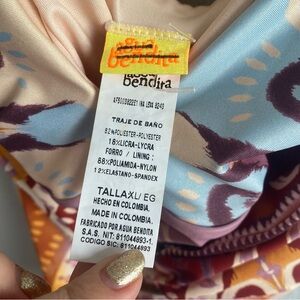 agua
bendita
agua
bendita
TRAJE DE BAÑO
82%POLIESTER-POLYESTER
18%LICRA-LYCRA
FORRO / LINING:
88%POLIAMIDA-NYLON
12%ELASTANO-SPANDEX
TALLA:XL/ EG
HECHO EN COLOMBIA.
MADE IN COLOMBIA.
FABRICADO POR AGUA BENDITA
S.A.S. NIT: 811044893-1.
CODIGO SIC: 811044893